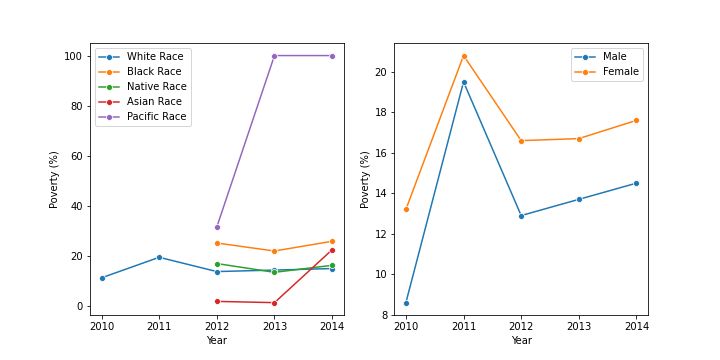 White Race
Black Race
Native Race
Asian Race
Pacific Race
100
80
60
40
20
0
Poverty (%)
2010 2011 2012 2013 2014
Year
Male
Female
20
18
16
14
12
10
8
Poverty (%)
2010 2011 2012 2013 2014
Year